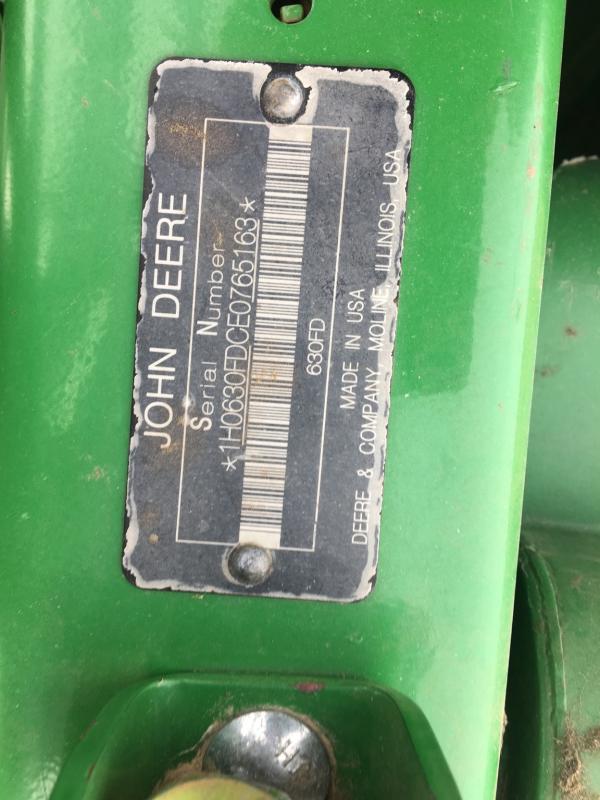 JOHN DEERE
Serial Number
*1H0630FDCE0765163*
630FD
MADE IN USA
DEERE & COMPANY MOLINE, ILLINOIS, USA